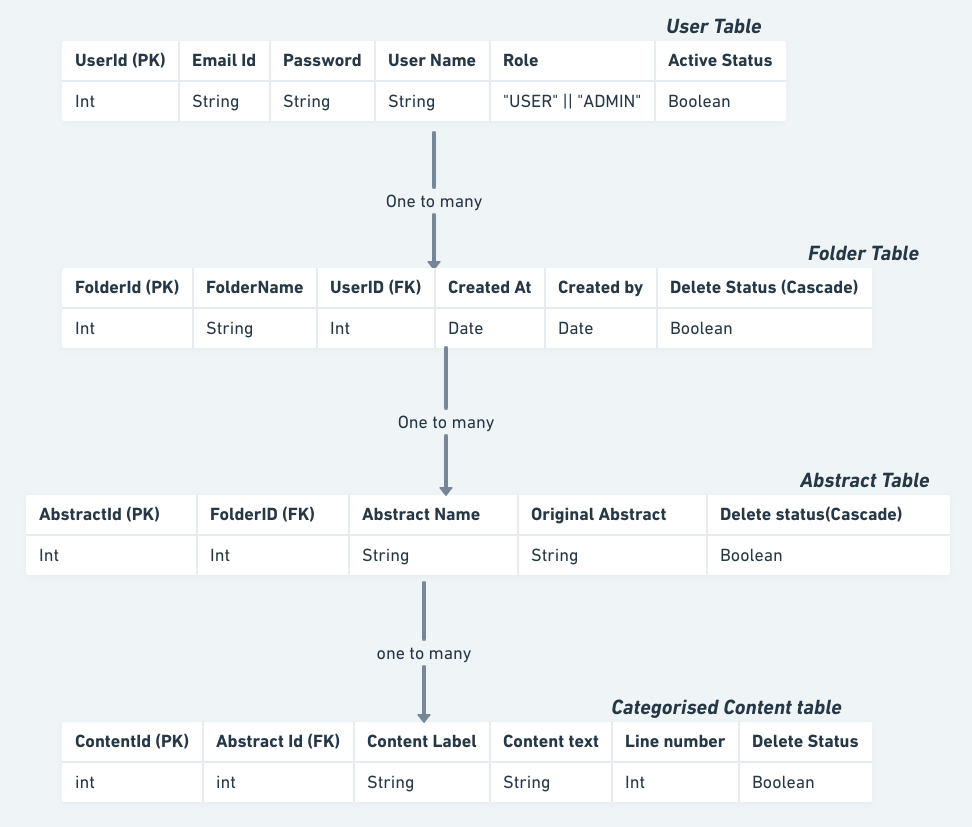 User Table
UserId (PK) Email Id Password User Name Role Active Status
Int String String String "USER" || "ADMIN" Boolean
One to many
Folder Table
FolderId (PK) FolderName UserID (FK) Created At Created by Delete Status (Cascade)
Int String Int Date Date Boolean
One to many
Abstract Table
AbstractId (PK) FolderID (FK) Abstract Name Original Abstract Delete status(Cascade)
Int Int String String Boolean
one to many
Categorised Content table
ContentId (PK) Abstract Id (FK) Content Label Content text Line number Delete Status
int int String String Int Boolean